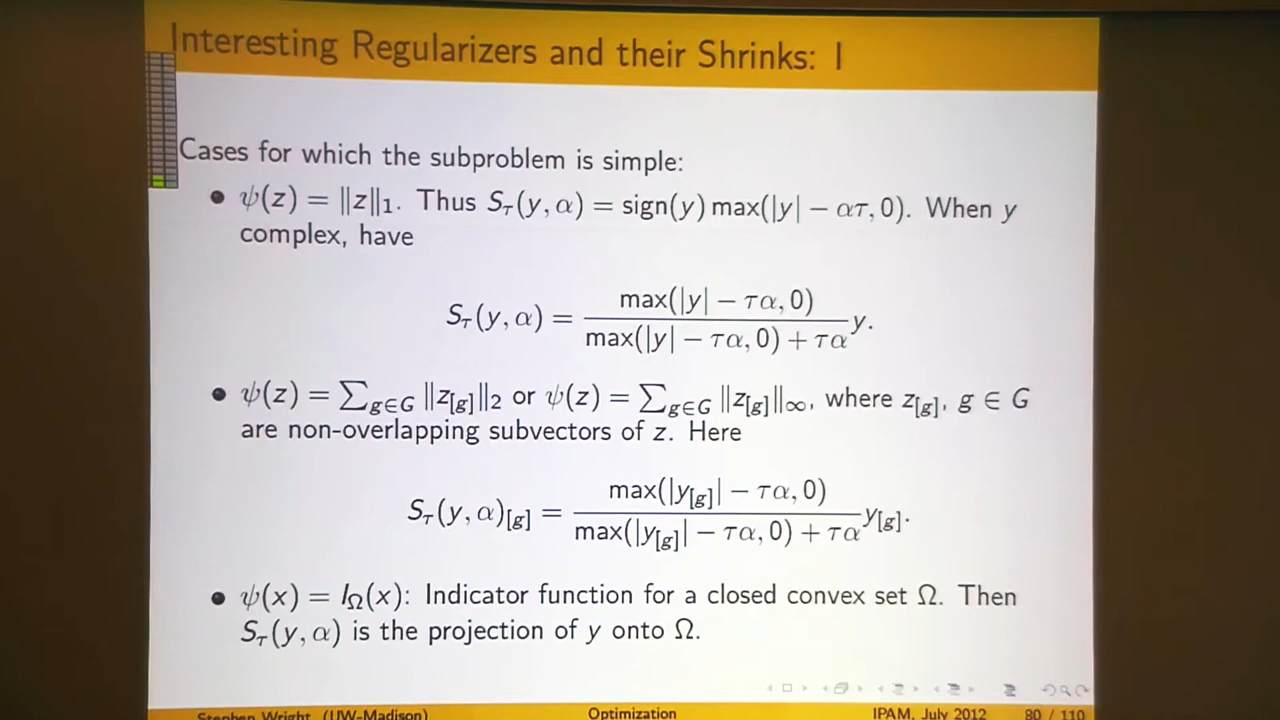 Interesting Regularizers and their Shrinks: I
Cases for which the subproblem is simple:
• ψ(z) = ‖z‖₁. Thus S_τ(y, α) = sign(y) max(|y| − ατ, 0). When y
complex, have
S_τ(y, α) = max(|y| − τα, 0) / (max(|y| − τα, 0) + τα) y.
• ψ(z) = ∑_{g∈G} ‖z_[g]‖₂ or ψ(z) = ∑_{g∈G} ‖z_[g]‖_∞, where z_[g], g ∈ G
are non-overlapping subvectors of z. Here
S_τ(y, α)_[g] = max(|y_[g]| − τα, 0) / (max(|y_[g]| − τα, 0) + τα) y_[g].
• ψ(x) = I_Ω(x): Indicator function for a closed convex set Ω. Then
S_τ(y, α) is the projection of y onto Ω.
Stephen Wright (UW-Madison) Optimization IPAM, July 2012 80 / 110